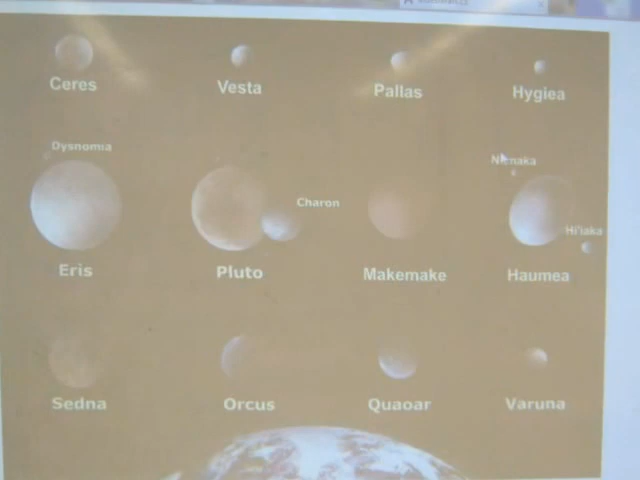 Ceres Vesta Pallas Hygiea
Dysnomia
Charon
Hi'iaka
Eris Pluto Makemake Haumea
Sedna Orcus Quaoar Varuna